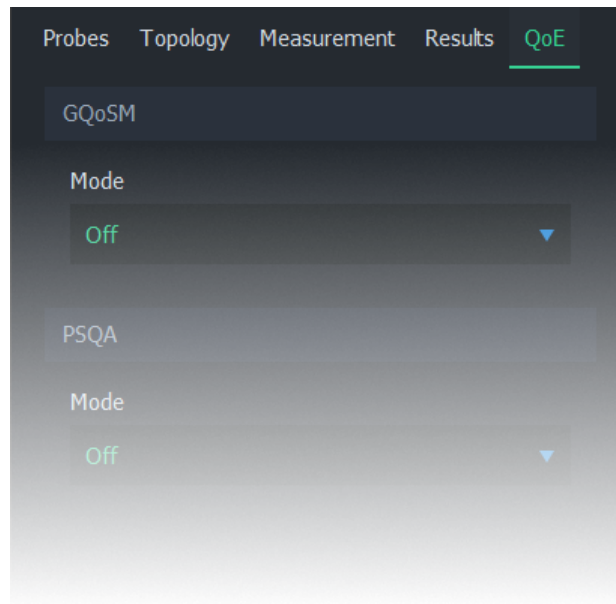 Probes Topology Measurement Results QoE
GQoSM
Mode
Off
PSQA
Mode
Off